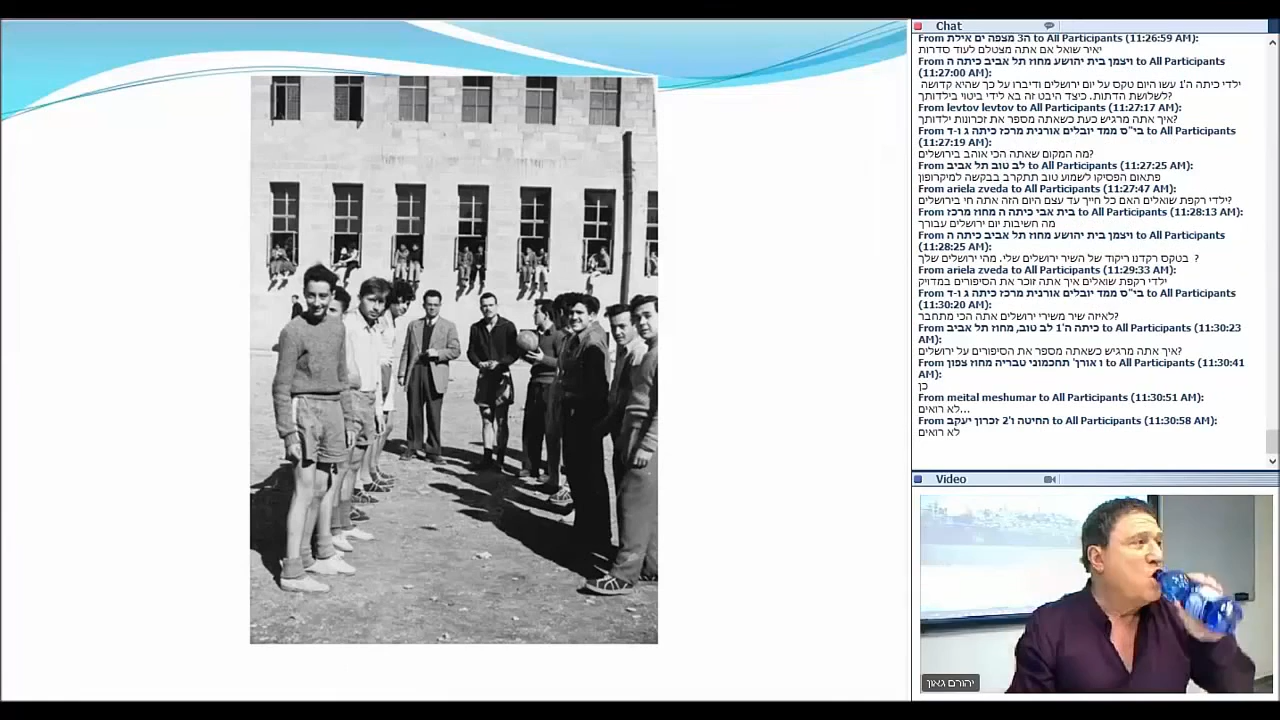 Chat
From ה3 מצפה ים אילת to All Participants (11:26:59 AM):
יאיר שואל אם אתה מצטלם לעוד סדרות
From ויצמן בית יהושע מחוז תל אביב כיתה ה to All Participants
(11:27:00 AM):
ילדי כיתה ה'1 עשו היום טקס על יום ירושלים ודיברו על כך שהיא קדושה
לשלושת הדתות. כיצד היבט זה בא לידי ביטוי בילדותך?
From levtov levtov to All Participants (11:27:17 AM):
איך אתה מרגיש כעת כשאתה מספר את זכרונות ילדותך?
From בי"ס ממד יובלים אורנית מרכז כיתה ג ו-ד to All Participants
(11:27:19 AM):
מה המקום שאתה הכי אוהב בירושלים?
From לב טוב תל אביב to All Participants (11:27:25 AM):
פתאום הפסיקו לשמוע טוב תתקרב בבקשה למיקרופון
From ariela zveda to All Participants (11:27:47 AM):
ילדי רקפת שואלים האם כל חייך עד עצם היום הזה אתה חי בירושלים?
From בית אבי כיתה ה מחוז מרכז to All Participants (11:28:13 AM):
מה חשיבות יום ירושלים עבורך
From ויצמן בית יהושע מחוז תל אביב כיתה ה to All Participants
(11:28:25 AM):
בטקס רקדנו ריקוד של השיר ירושלים שלי. מהי ירושלים שלך ?
From ariela zveda to All Participants (11:29:33 AM):
ילדי רקפת שואלים איך אתה זוכר את הסיפורים במדויק
From בי"ס ממד יובלים אורנית מרכז כיתה ג ו-ד to All Participants
(11:30:20 AM):
לאיזה שיר משירי ירושלים אתה הכי מתחבר?
From כיתה ה'1 לב טוב, מחוז תל אביב to All Participants (11:30:23
AM):
איך אתה מרגיש כשאתה מספר את הסיפורים על ירושלים?
From ו אורך' תחכמוני טבריה מחוז צפון to All Participants (11:30:41
AM):
כן
From meital meshumar to All Participants (11:30:51 AM):
לא רואים...
From החיטה ו'2 זכרון יעקב to All Participants (11:30:58 AM):
לא רואים
Video
יהורם גאון